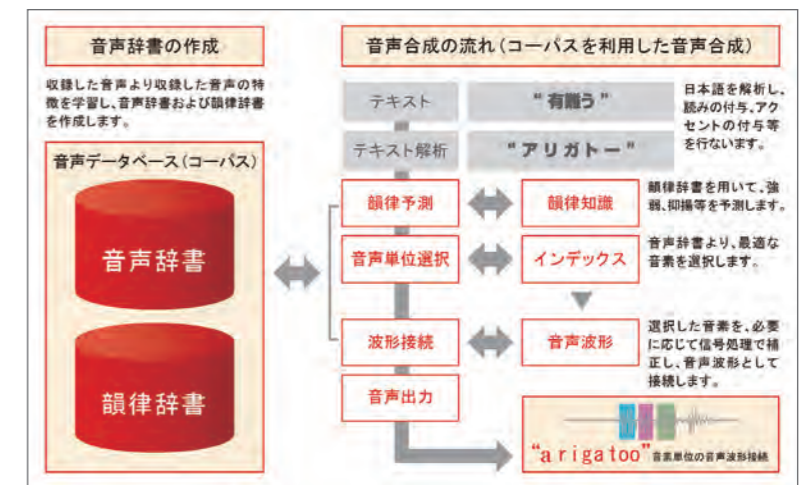 音声辞書の作成
収録した音声より収録した音声の特
徴を学習し、音声辞書および韻律辞書
を作成します。
音声データベース(コーパス)
音声辞書
韻律辞書
音声合成の流れ(コーパスを利用した音声合成)
テキスト
"有難う"
日本語を解析し、
読みの付与、アク
セントの付与等
を行ないます。
テキスト解析
"アリガトー"
韻律予測
韻律知識
韻律辞書を用いて、強
弱、抑揚等を予測します。
音声単位選択
インデックス
音声辞書より、最適な
音素を選択します。
波形接続
音声波形
選択した音素を、必要
に応じて信号処理で補
正し、音声波形として
接続します。
音声出力
"arigatoo" 音素単位の音声波形接続